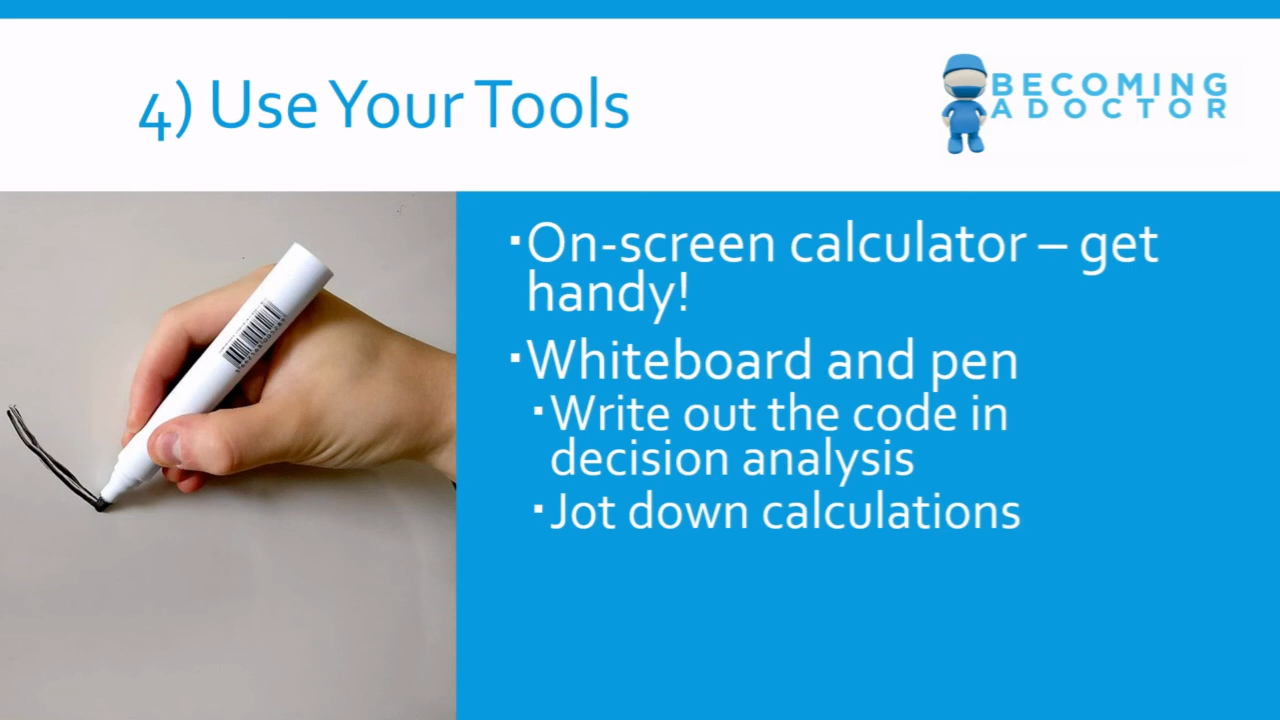 4) Use Your Tools
BECOMING
A DOCTOR
▪On-screen calculator – get
handy!
▪Whiteboard and pen
▪Write out the code in
decision analysis
▪Jot down calculations